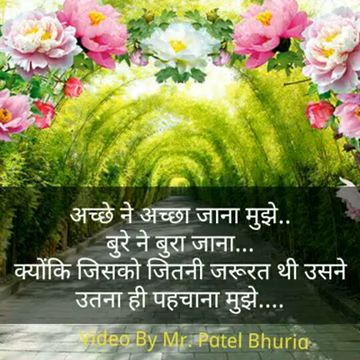 अच्छे ने अच्छा जाना मुझे..
बुरे ने बुरा जाना...
क्योंकि जिसको जितनी जरूरत थी उसने
उतना ही पहचाना मुझे....
Video By Mr. Patel Bhuria